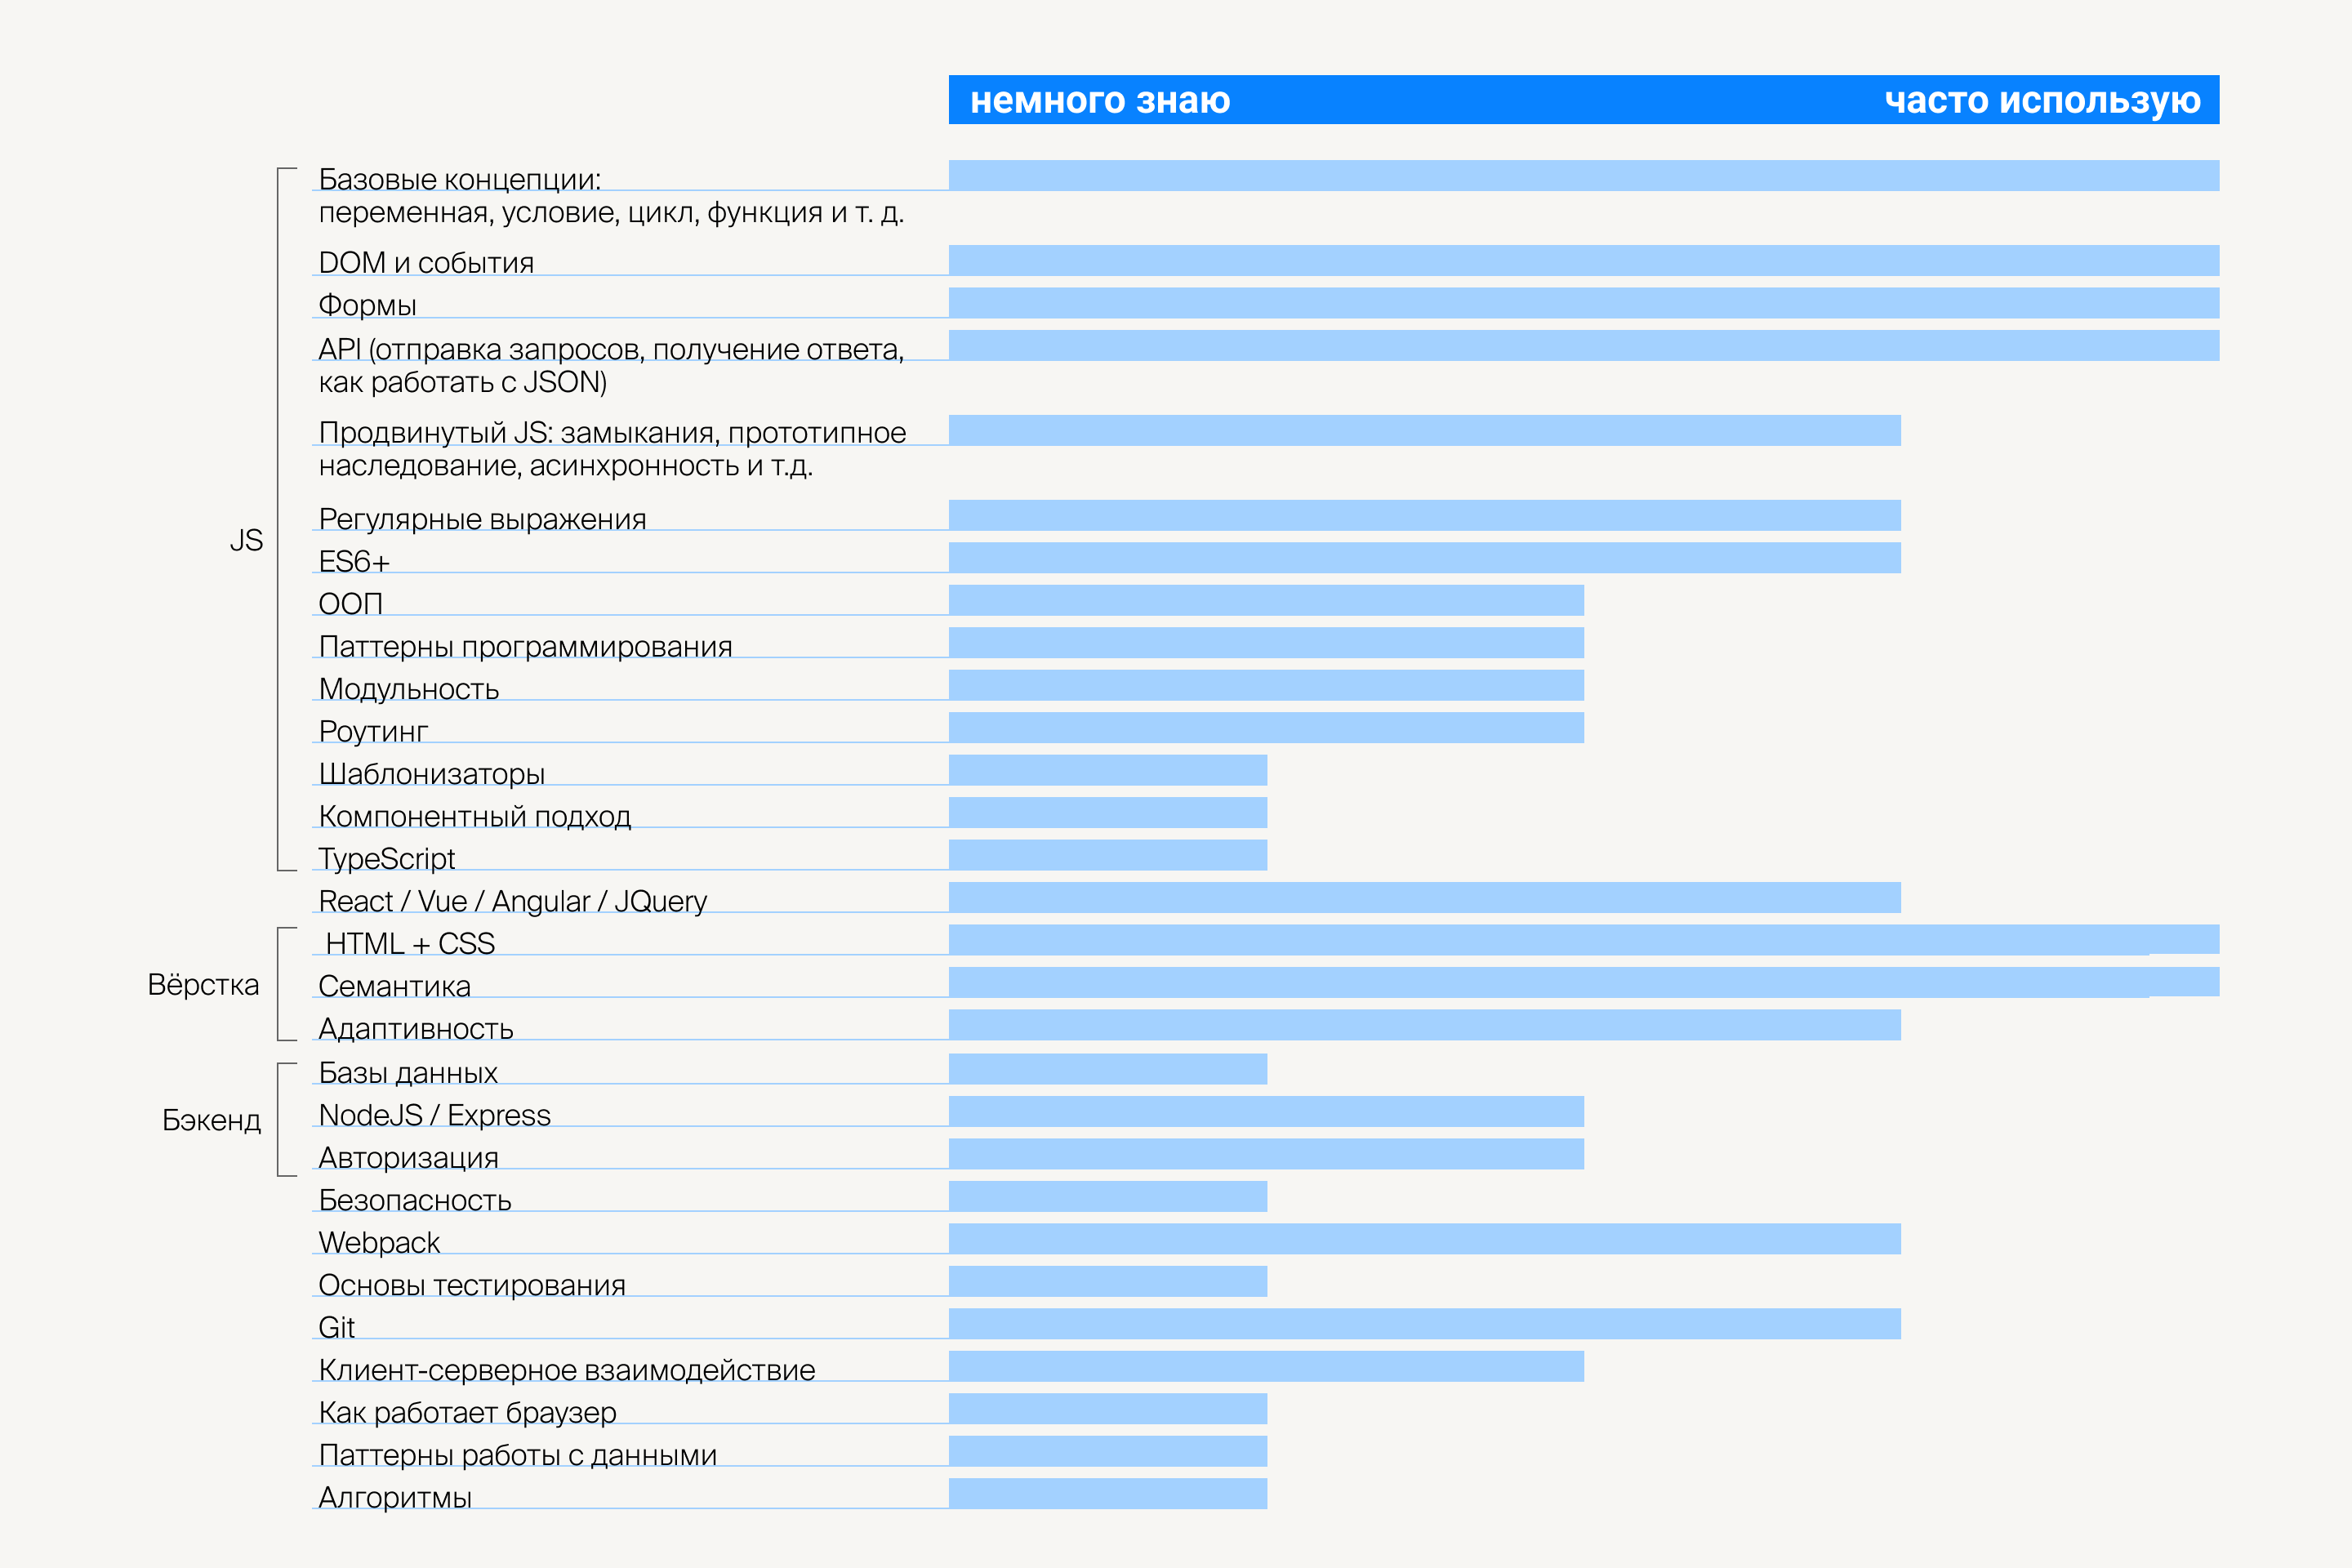 немного знаю
часто использую
Базовые концепции:
переменная, условие, цикл, функция и т. д.
DOM и события
Формы
API (отправка запросов, получение ответа,
как работать с JSON)
Продвинутый JS: замыкания, прототипное
наследование, асинхронность и т.д.
Регулярные выражения
JS
ES6+
ООП
Паттерны программирования
Модульность
Роутинг
Шаблонизаторы
Компонентный подход
TypeScript
React / Vue / Angular / JQuery
HTML + CSS
Вёрстка
Семантика
Адаптивность
Базы данных
NodeJS / Express
Бэкенд
Авторизация
Безопасность
Webpack
Основы тестирования
Git
Клиент-серверное взаимодействие
Как работает браузер
Паттерны работы с данными
Алгоритмы